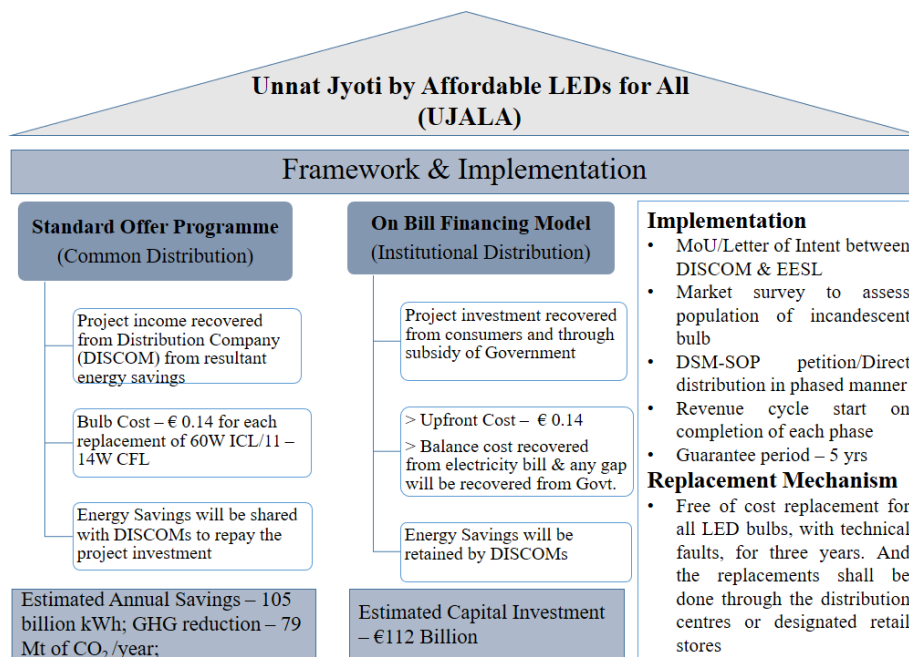 Unnat Jyoti by Affordable LEDs for All
(UJALA)
Framework & Implementation
Standard Offer Programme
(Common Distribution)
Project income recovered
from Distribution Company
(DISCOM) from resultant
energy savings
Bulb Cost – € 0.14 for each
replacement of 60W ICL/11 –
14W CFL
Energy Savings will be shared
with DISCOMs to repay the
project investment
Estimated Annual Savings – 105
billion kWh; GHG reduction – 79
Mt of CO₂/year;
On Bill Financing Model
(Institutional Distribution)
Project investment recovered
from consumers and through
subsidy of Government
> Upfront Cost – € 0.14
> Balance cost recovered
from electricity bill & any gap
will be recovered from Govt.
Energy Savings will be
retained by DISCOMs
Estimated Capital Investment
– €112 Billion
Implementation
• MoU/Letter of Intent between
DISCOM & EESL
• Market survey to assess
population of incandescent
bulb
• DSM-SOP petition/Direct
distribution in phased manner
• Revenue cycle start on
completion of each phase
• Guarantee period – 5 yrs
Replacement Mechanism
• Free of cost replacement for
all LED bulbs, with technical
faults, for three years. And
the replacements shall be
done through the distribution
centres or designated retail
stores